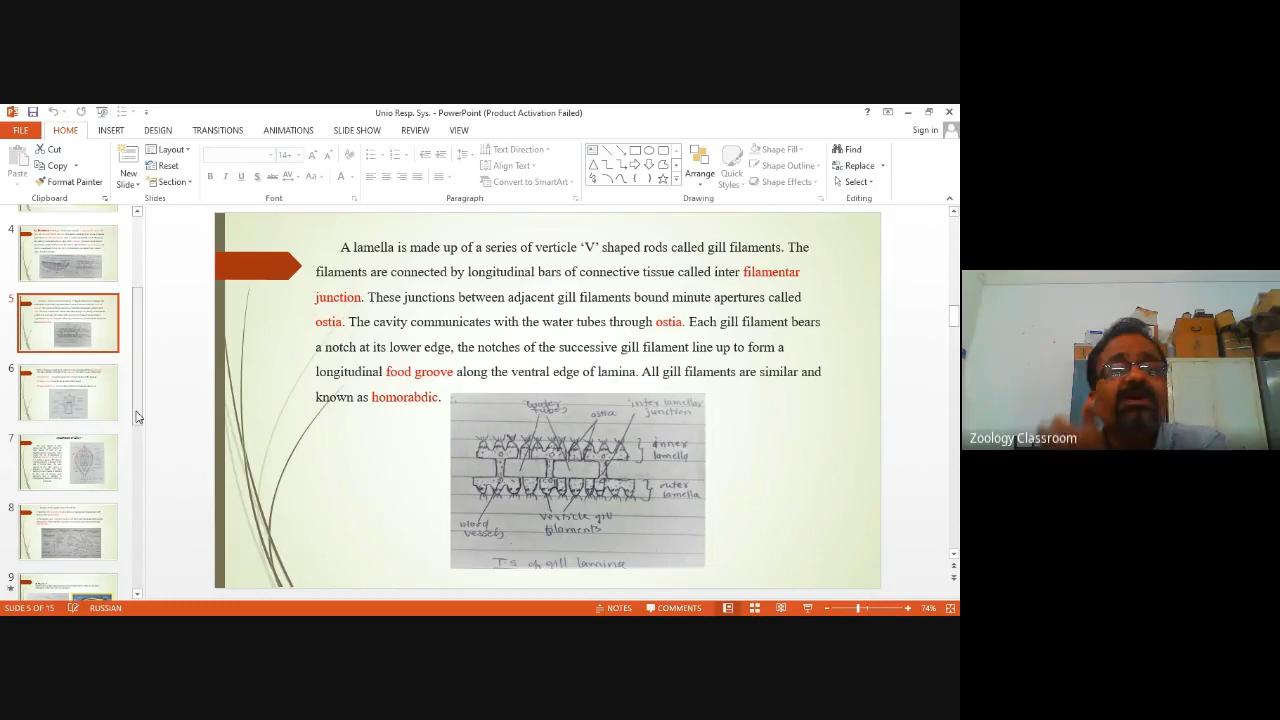 Unio Resp. Sys. - PowerPoint (Product Activation Failed)
FILE HOME INSERT DESIGN TRANSITIONS ANIMATIONS SLIDE SHOW REVIEW VIEW Sign in
Paste
Cut
Copy
Format Painter
Clipboard
New Slide
Layout
Reset
Section
Slides
14+
Font
Paragraph
Text Direction
Align Text
Convert to SmartArt
Arrange
Quick Styles
Shape Fill
Shape Outline
Shape Effects
Drawing
Find
Replace
Select
Editing
4
5
6
7
8
9
A lamella is made up of aseries of verticle ‘V’ shaped rods called gill filaments. The
filaments are connected by longitudinal bars of connective tissue called inter filamentar
junction. These junctions between adjacent gill filaments bound minute apertures called
ostia. The cavity communicates with the water tubes through ostia. Each gill filament bears
a notch at its lower edge, the notches of the successive gill filament line up to form a
longitudinal food groove along the ventral edge of lamina. All gill filaments are similar and
known as homorabdic.
water tubes
ostia
inter lamellar junction
inner lamella
outer lamella
blood vessels
verticle gill filaments
T S of gill lamina
Zoology Classroom
SLIDE 5 OF 15 RUSSIAN NOTES COMMENTS 74%